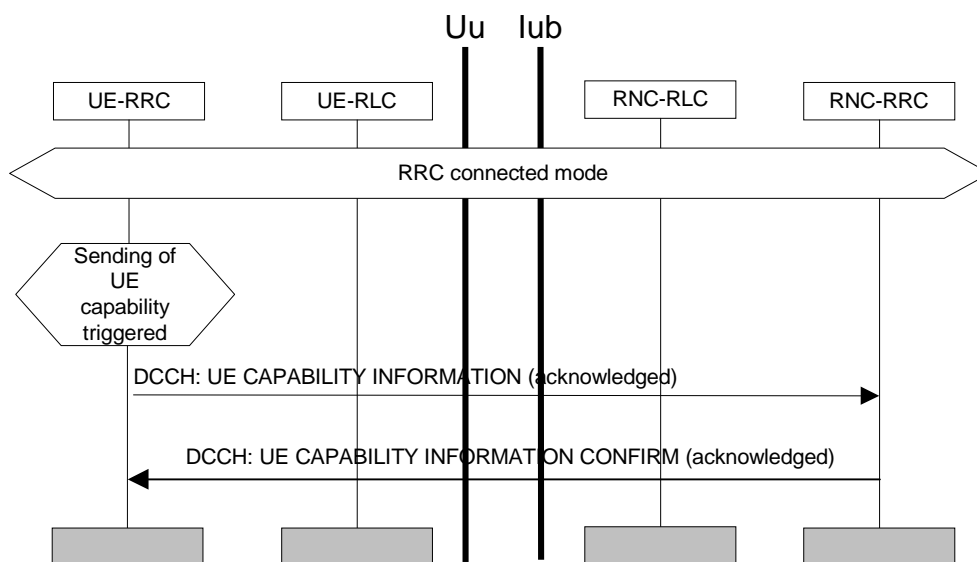 Uu Iub
UE-RRC UE-RLC RNC-RLC RNC-RRC
RRC connected mode
Sending of
UE
capability
triggered
DCCH: UE CAPABILITY INFORMATION (acknowledged)
DCCH: UE CAPABILITY INFORMATION CONFIRM (acknowledged)